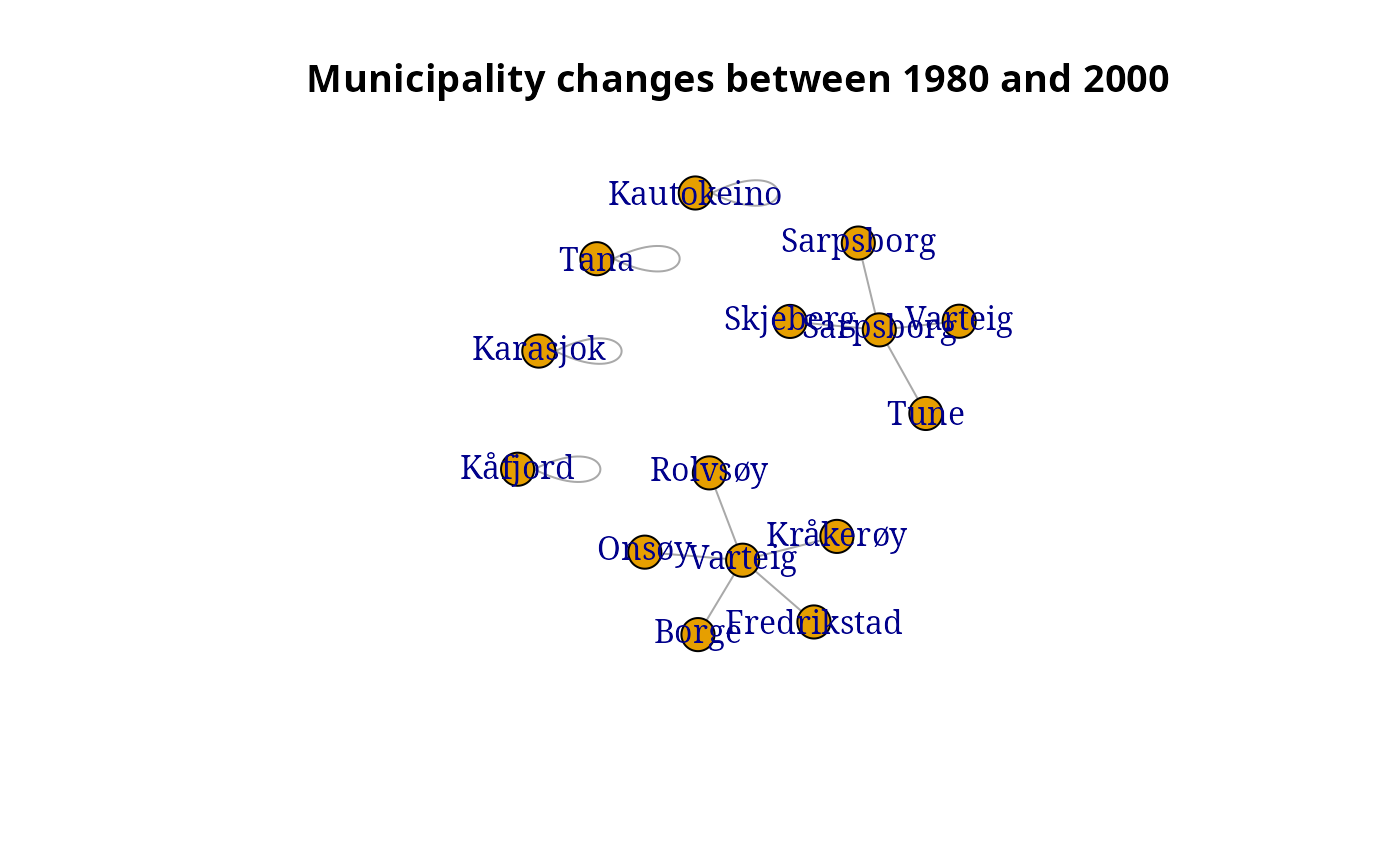 Municipality changes between 1980 and 2000
Kautokeino
Sarpsborg
Tana
Skjeberg
Sarpsborg
Varteig
Karasjok
Tune
Kåfjord
Rolvsøy
Kråkerøy
Onsøy
Varteig
Fredrikstad
Borge